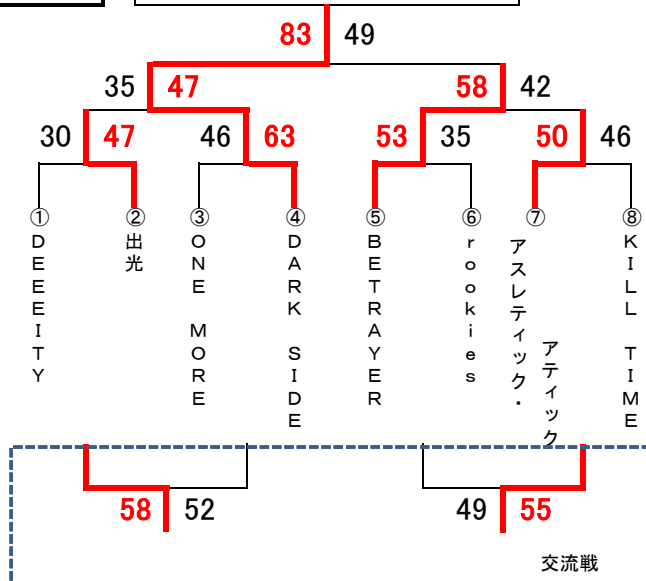 83 49
35 47 58 42
30 47 46 63 53 35 50 46
① DEEEITY
② 出光
③ ONE MORE
④ DARK SIDE
⑤ BETRAYER
⑥ rookies
⑦ アスレティック・
アティック
⑧ KILL TIME
58 52 49 55
交流戦